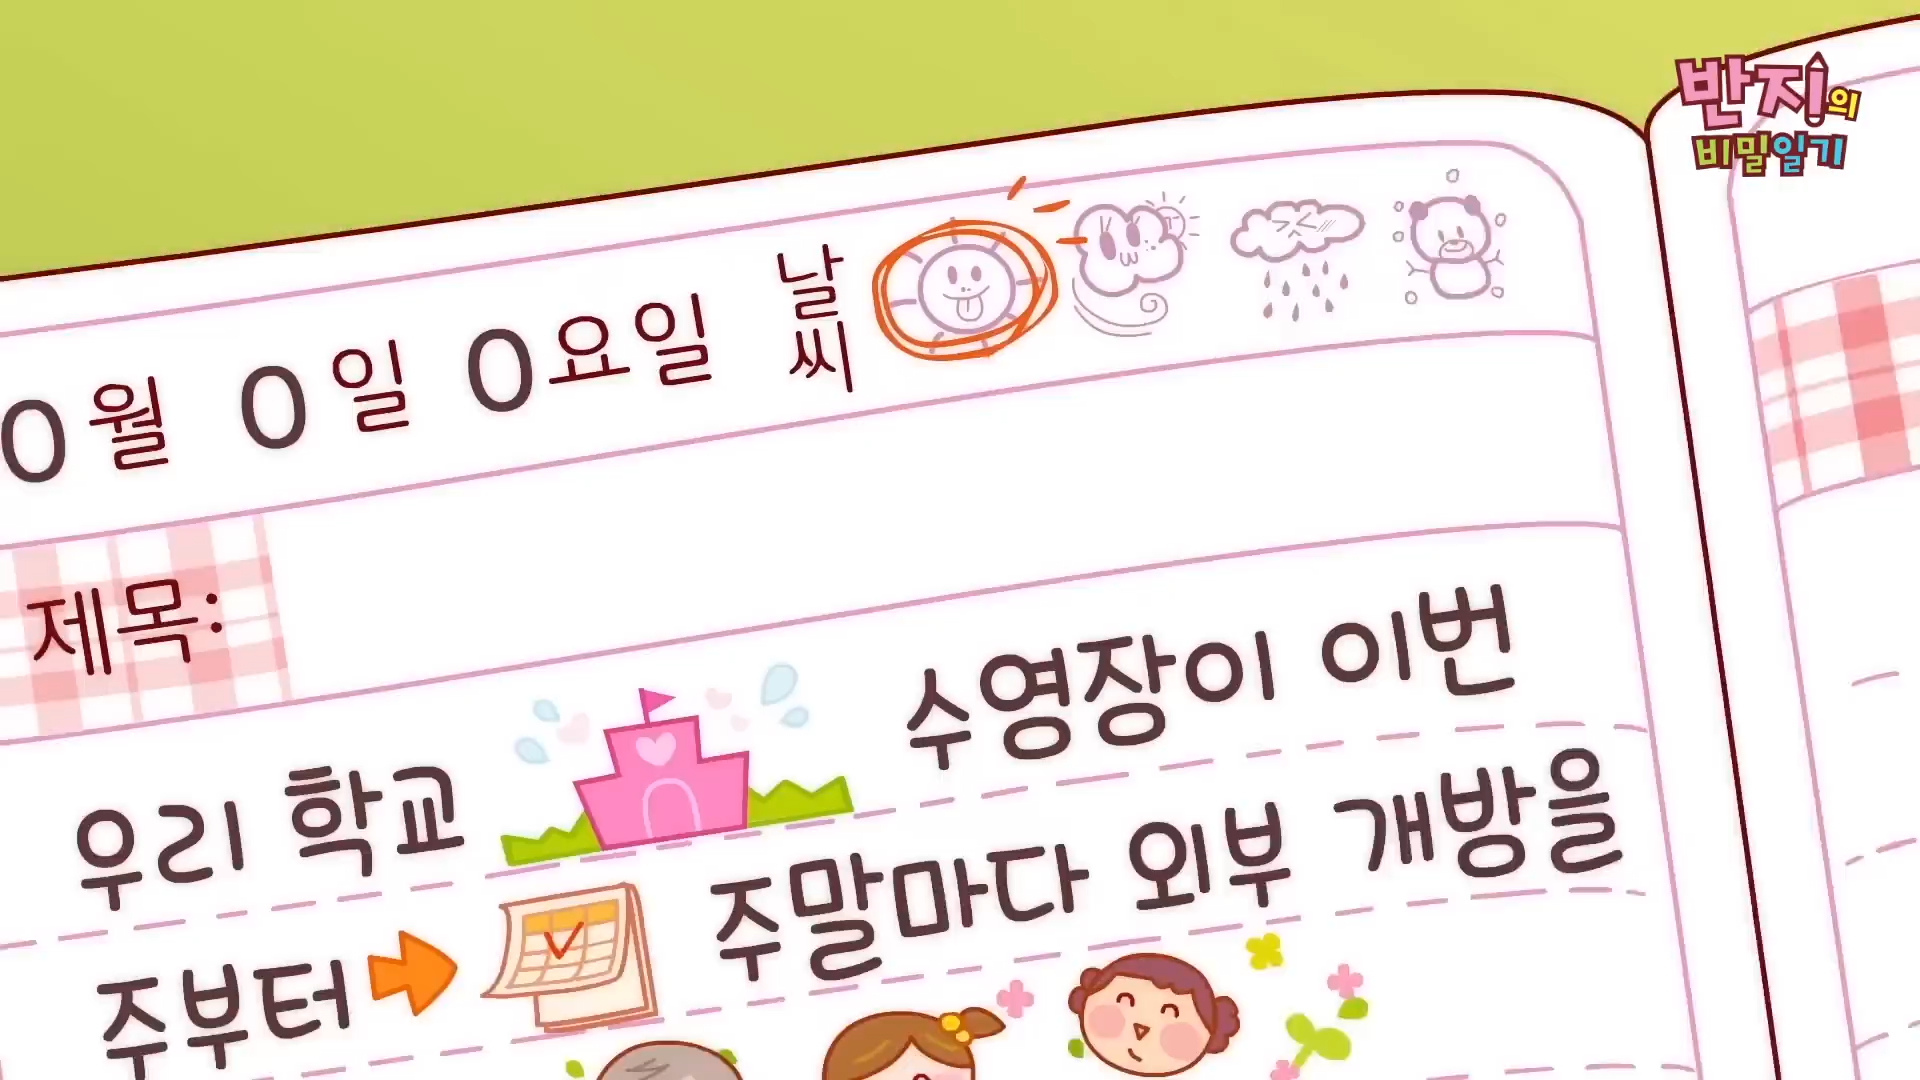 반지의
비밀일기
0월 0일 0요일 날씨
제목:
우리 학교 수영장이 이번
주부터 주말마다 외부 개방을